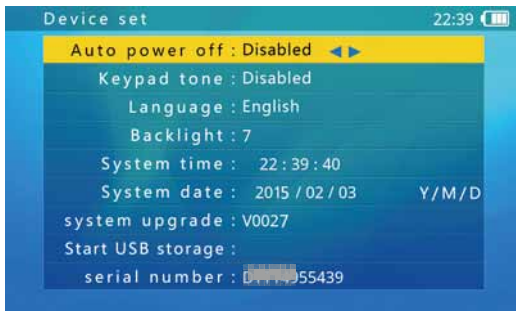 Device set 22:39
Auto power off : Disabled
Keypad tone : Disabled
Language : English
Backlight : 7
System time : 22 : 39 : 40
System date : 2015 / 02 / 03 Y/M/D
system upgrade : V0027
Start USB storage :
serial number :